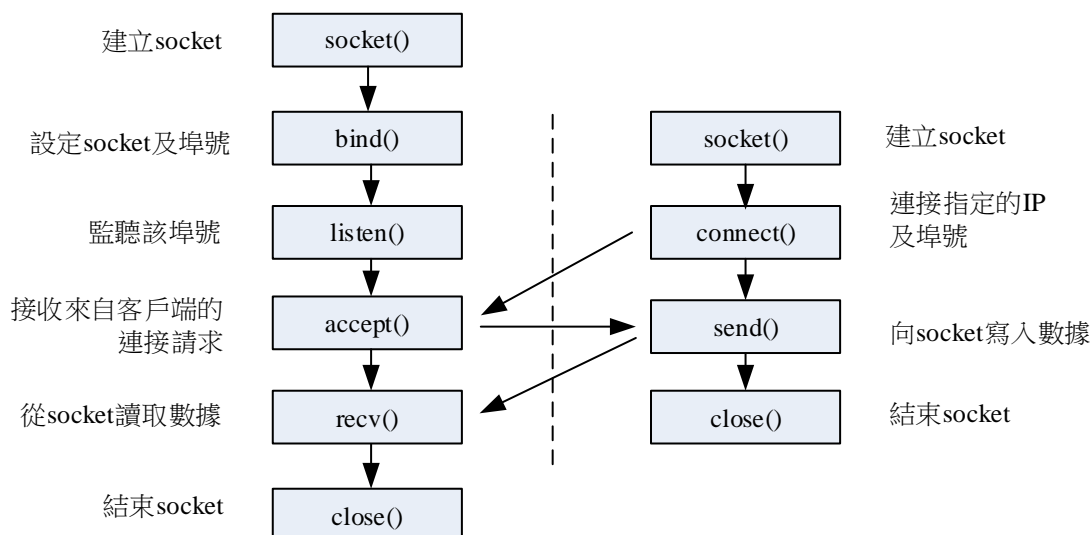 建立socket
socket()
設定socket及埠號
bind()
監聽該埠號
listen()
接收來自客戶端的
連接請求
accept()
從socket讀取數據
recv()
結束socket
close()
socket()
建立socket
connect()
連接指定的IP
及埠號
send()
向socket寫入數據
close()
結束socket